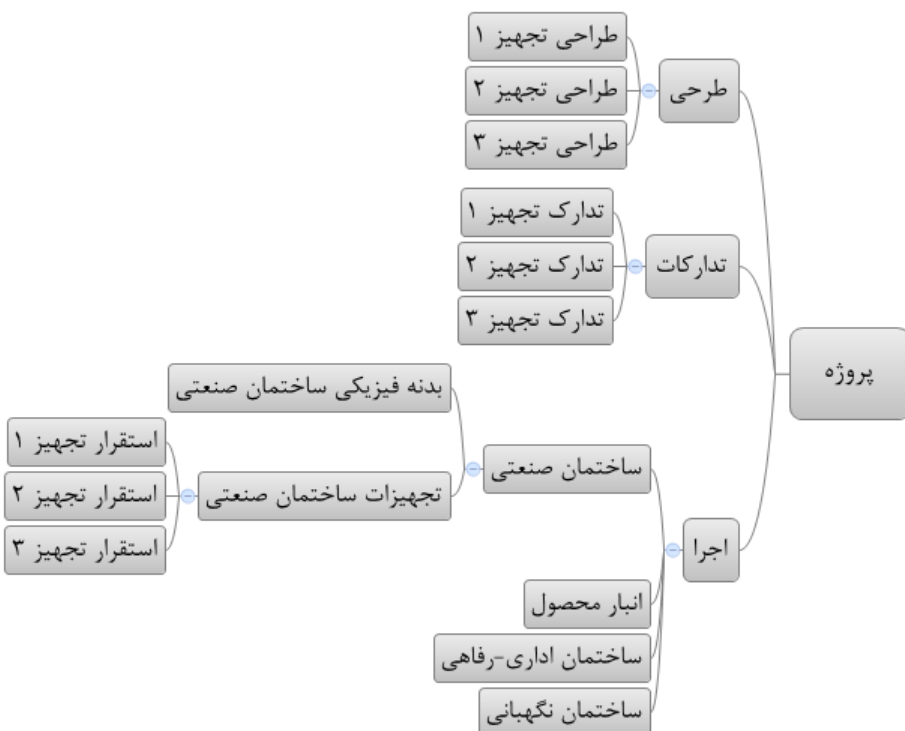 پروژه
طرحی
طراحی تجهیز ۱
طراحی تجهیز ۲
طراحی تجهیز ۳
تدارکات
تدارک تجهیز ۱
تدارک تجهیز ۲
تدارک تجهیز ۳
اجرا
ساختمان صنعتی
بدنه فیزیکی ساختمان صنعتی
تجهیزات ساختمان صنعتی
استقرار تجهیز ۱
استقرار تجهیز ۲
استقرار تجهیز ۳
انبار محصول
ساختمان اداری-رفاهی
ساختمان نگهبانی